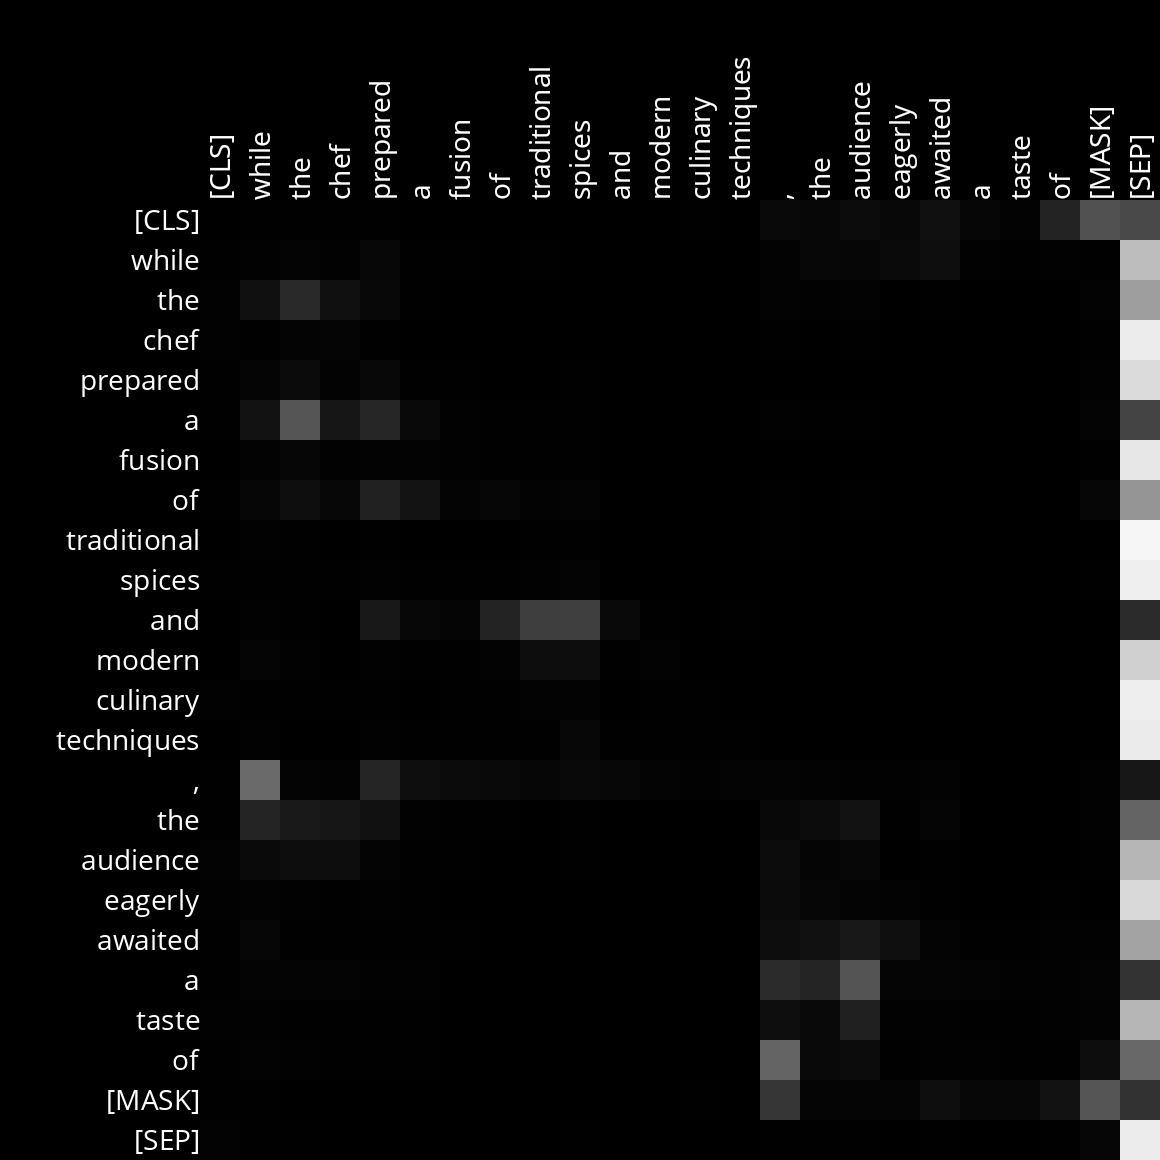 [CLS] while the chef prepared a fusion of traditional spices and modern culinary techniques , the audience eagerly awaited a taste of [MASK] [SEP]
[CLS]
while
the
chef
prepared
a
fusion
of
traditional
spices
and
modern
culinary
techniques
,
the
audience
eagerly
awaited
a
taste
of
[MASK]
[SEP]